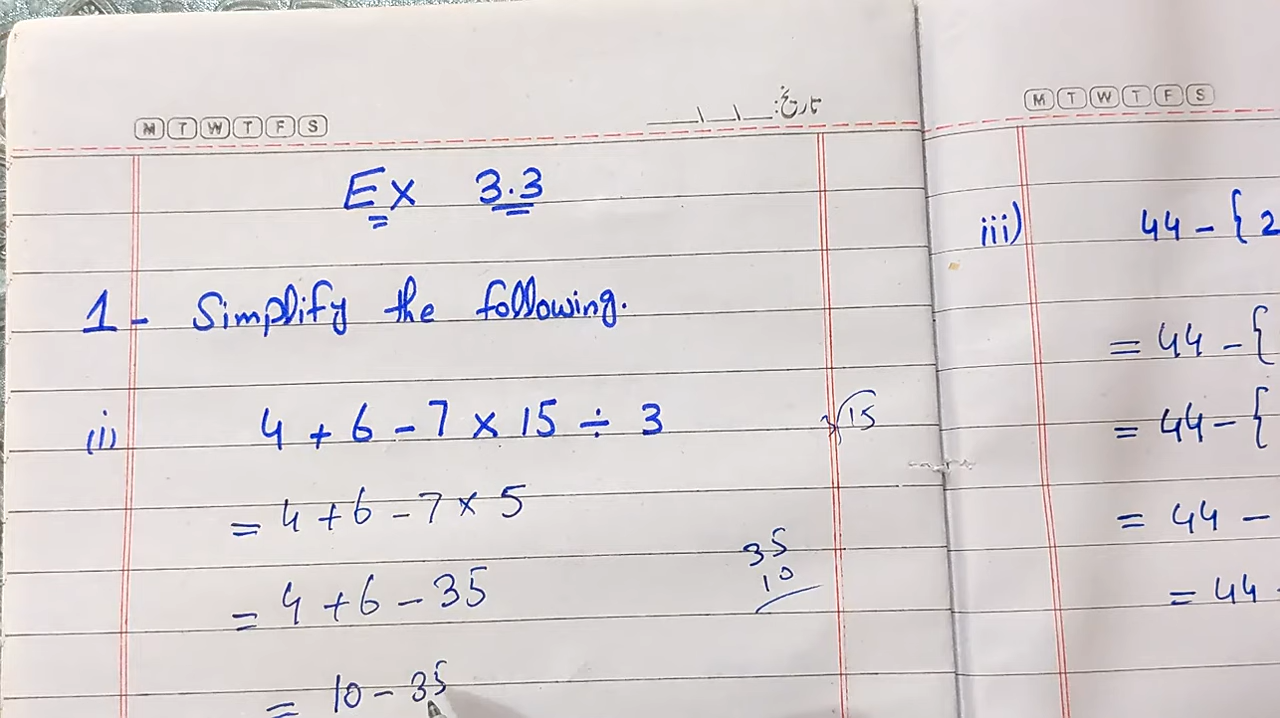 M T W T F S
تاریخ:
Ex 3.3
1- Simplify the following.
(i) 4 + 6 - 7 × 15 ÷ 3
= 4 + 6 - 7 × 5
= 4 + 6 - 35
= 10 - 35
3√15
35
10
M T W T F S
iii) 44 - { 2
= 44 - {
= 44 - {
= 44 -
= 44